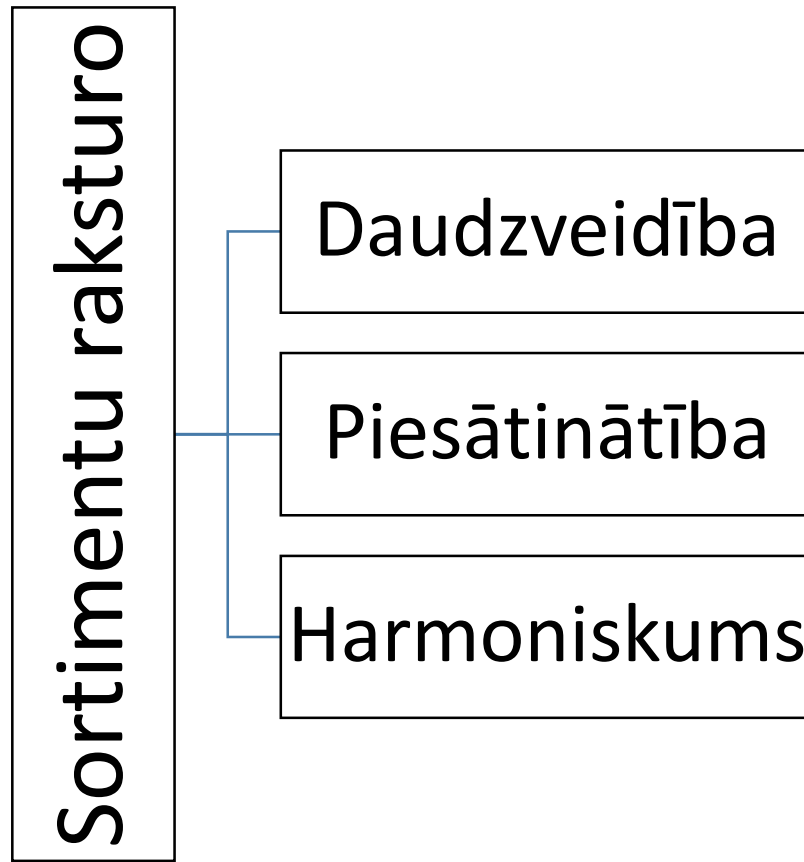 Sortimentu raksturo
Daudzveidība
Piesātinātība
Harmoniskums